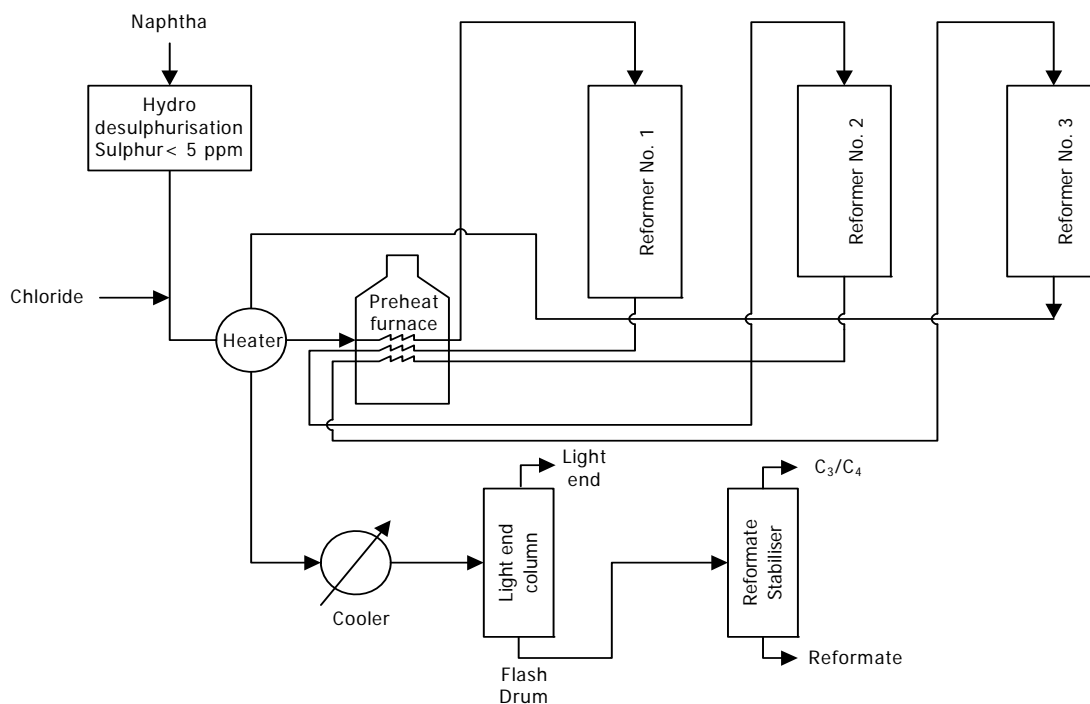 Naphtha
Hydro
desulphurisation
Sulphur< 5 ppm
Chloride
Heater
Preheat
furnace
Reformer No. 1
Reformer No. 2
Reformer No. 3
Light
end
C₃/C₄
Light end
column
Reformate
Stabiliser
Cooler
Flash
Drum
Reformate